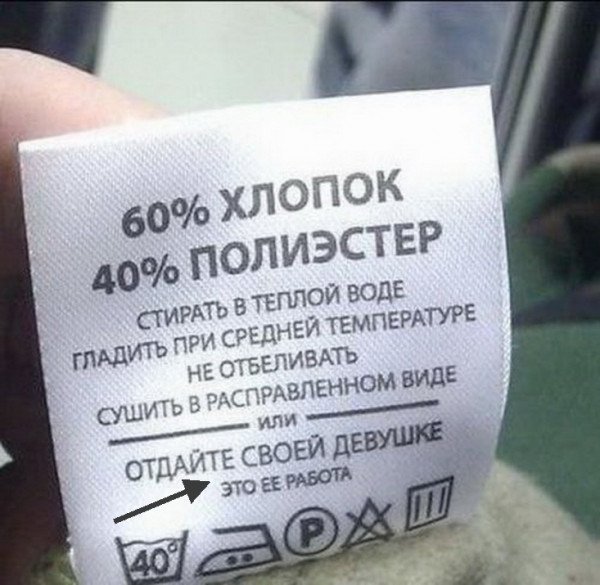 60% ХЛОПОК
40% ПОЛИЭСТЕР
СТИРАТЬ В ТЕПЛОЙ ВОДЕ
ГЛАДИТЬ ПРИ СРЕДНЕЙ ТЕМПЕРАТУРЕ
НЕ ОТБЕЛИВАТЬ
СУШИТЬ В РАСПРАВЛЕННОМ ВИДЕ
ИЛИ
ОТДАЙТЕ СВОЕЙ ДЕВУШКЕ
ЭТО ЕЕ РАБОТА
40° P